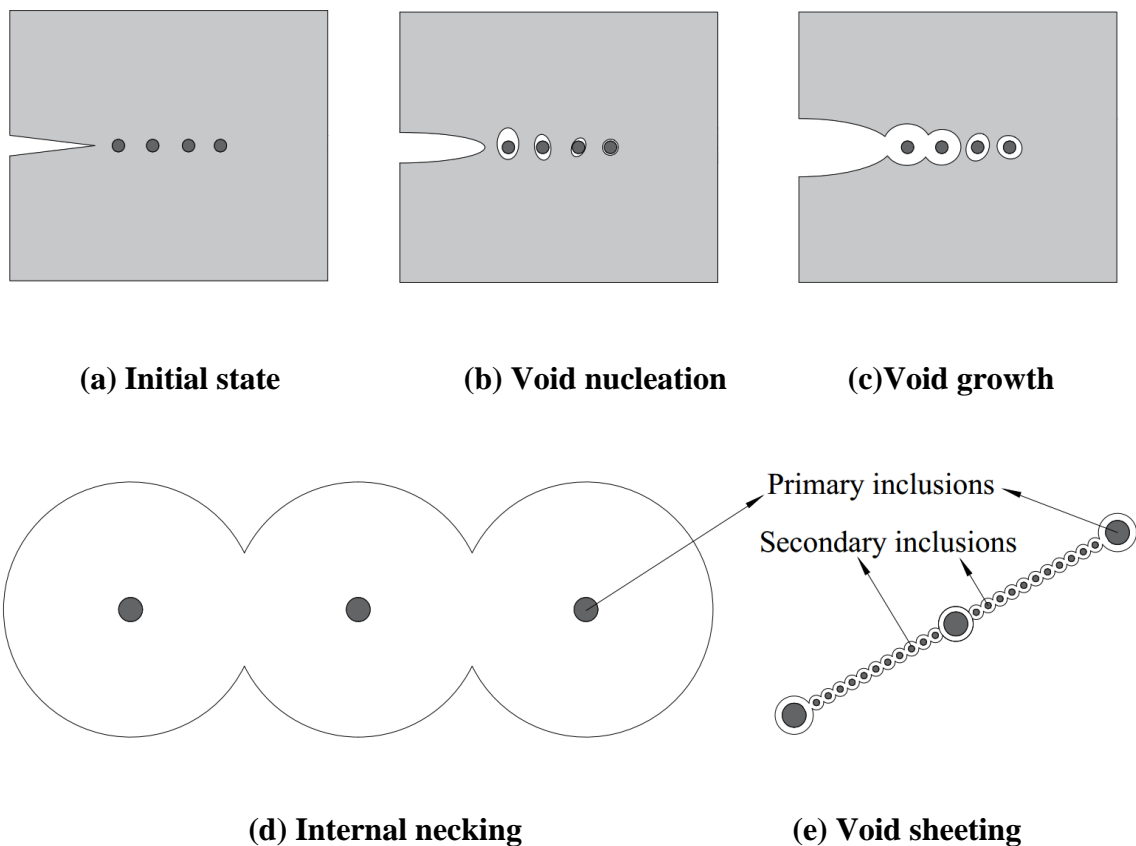 (a) Initial state
(b) Void nucleation
(c)Void growth
Primary inclusions
Secondary inclusions
(d) Internal necking
(e) Void sheeting